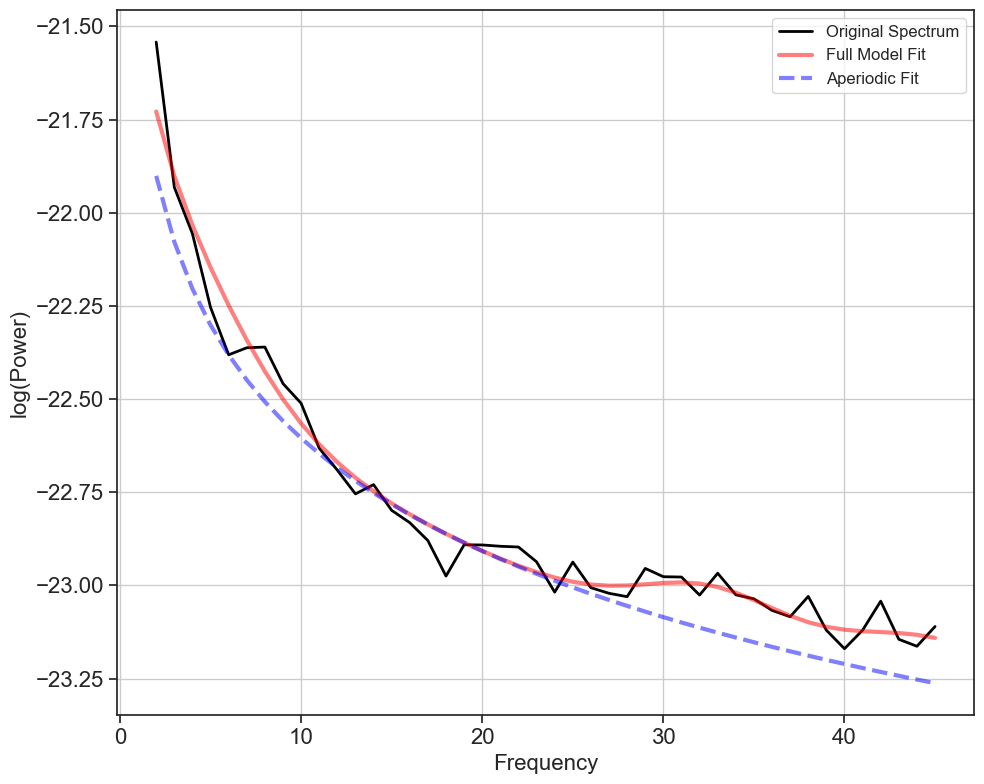 −21.50
−21.75
−22.00
−22.25
−22.50
−22.75
−23.00
−23.25
log(Power)
Original Spectrum
Full Model Fit
Aperiodic Fit
0 10 20 30 40
Frequency